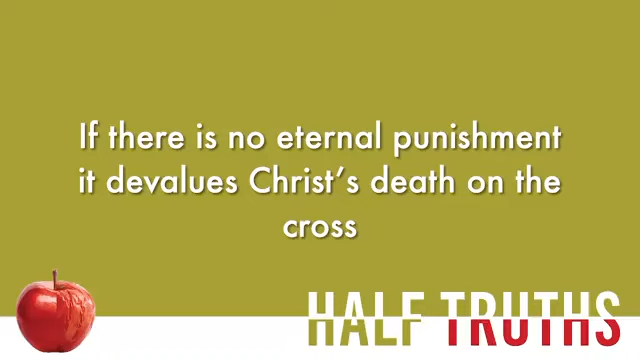 If there is no eternal punishment
it devalues Christ's death on the
cross
HALF TRUTHS